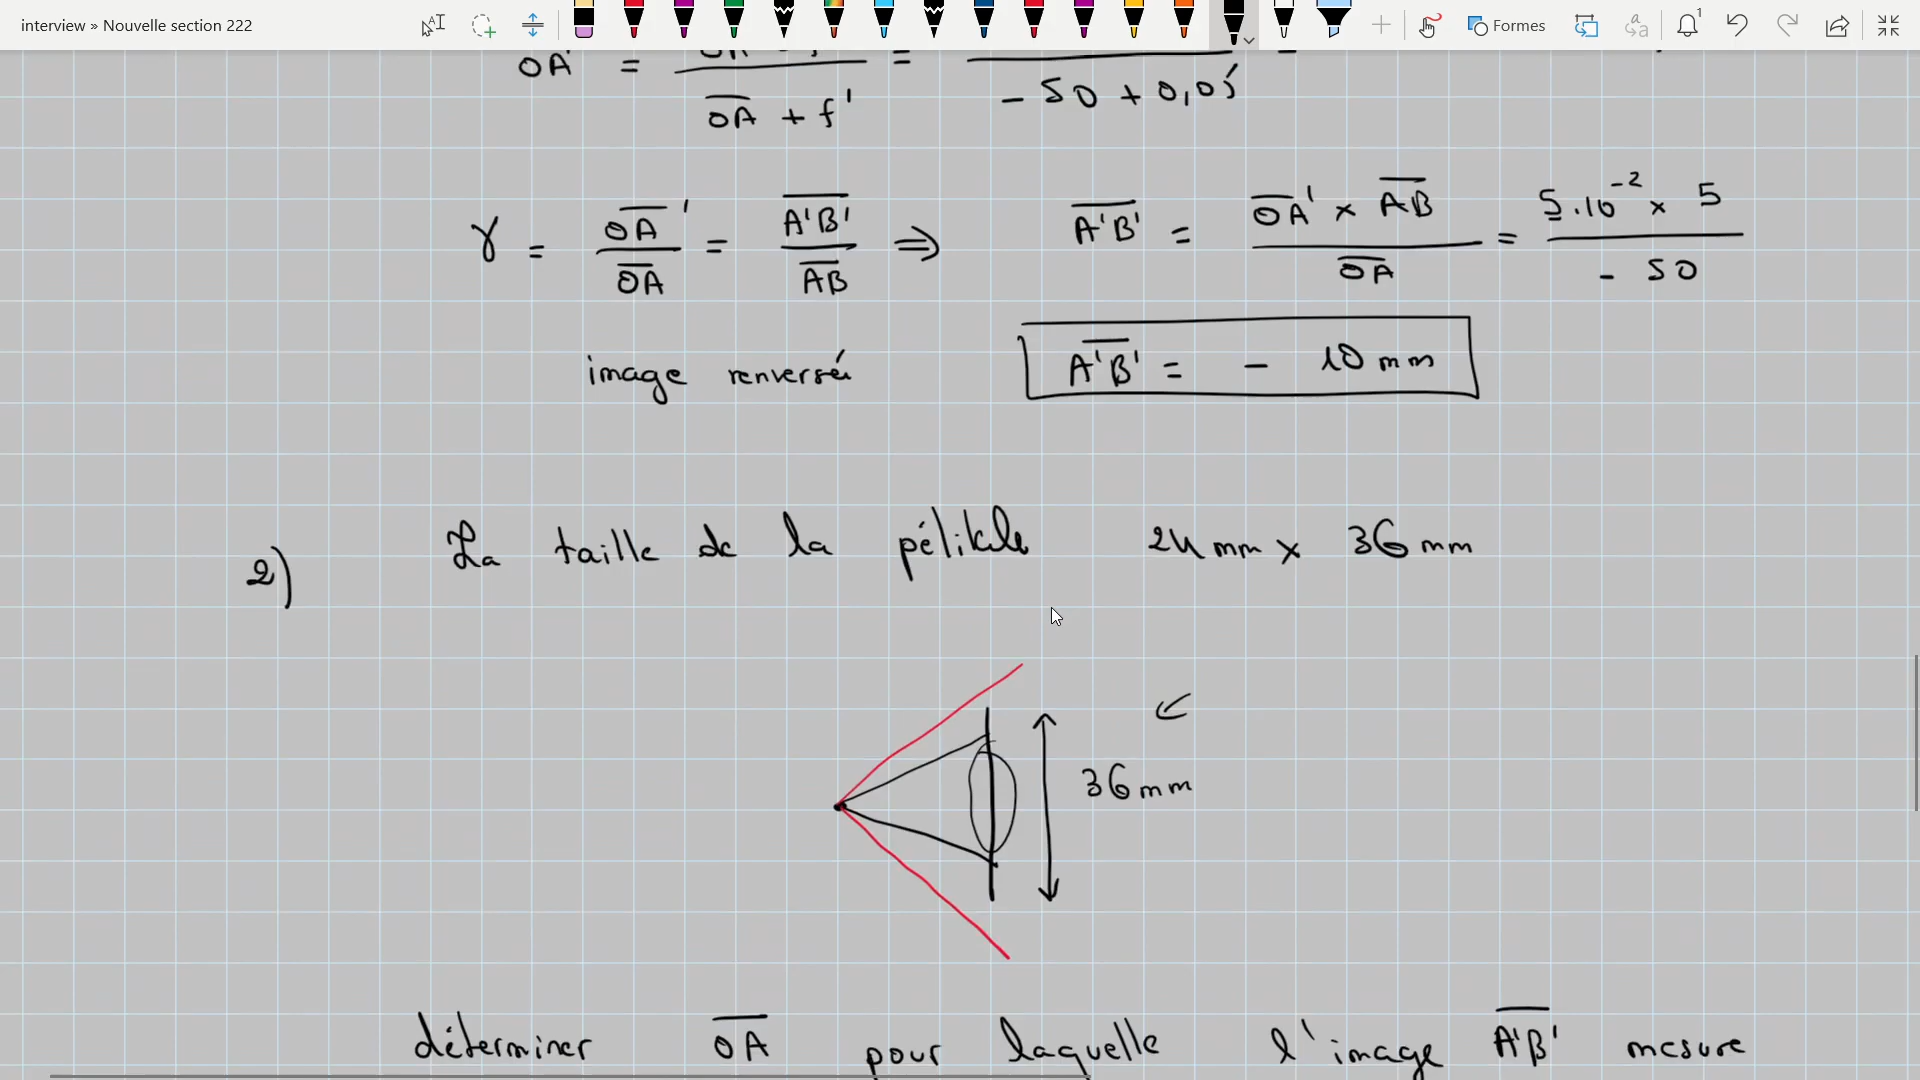 interview » Nouvelle section 222
Formes
1
OA' = / (OA + f') = / (- 50 + 0,05) =
γ = OA' / OA = A'B' / AB ⇒ A'B' = OA' × AB / OA = 5.10⁻² × 5 / - 50
image renversée
A'B' = - 10 mm
2) La taille de la pélikule 24 mm × 36 mm
36 mm
déterminer OA pour laquelle l'image A'B' mesure